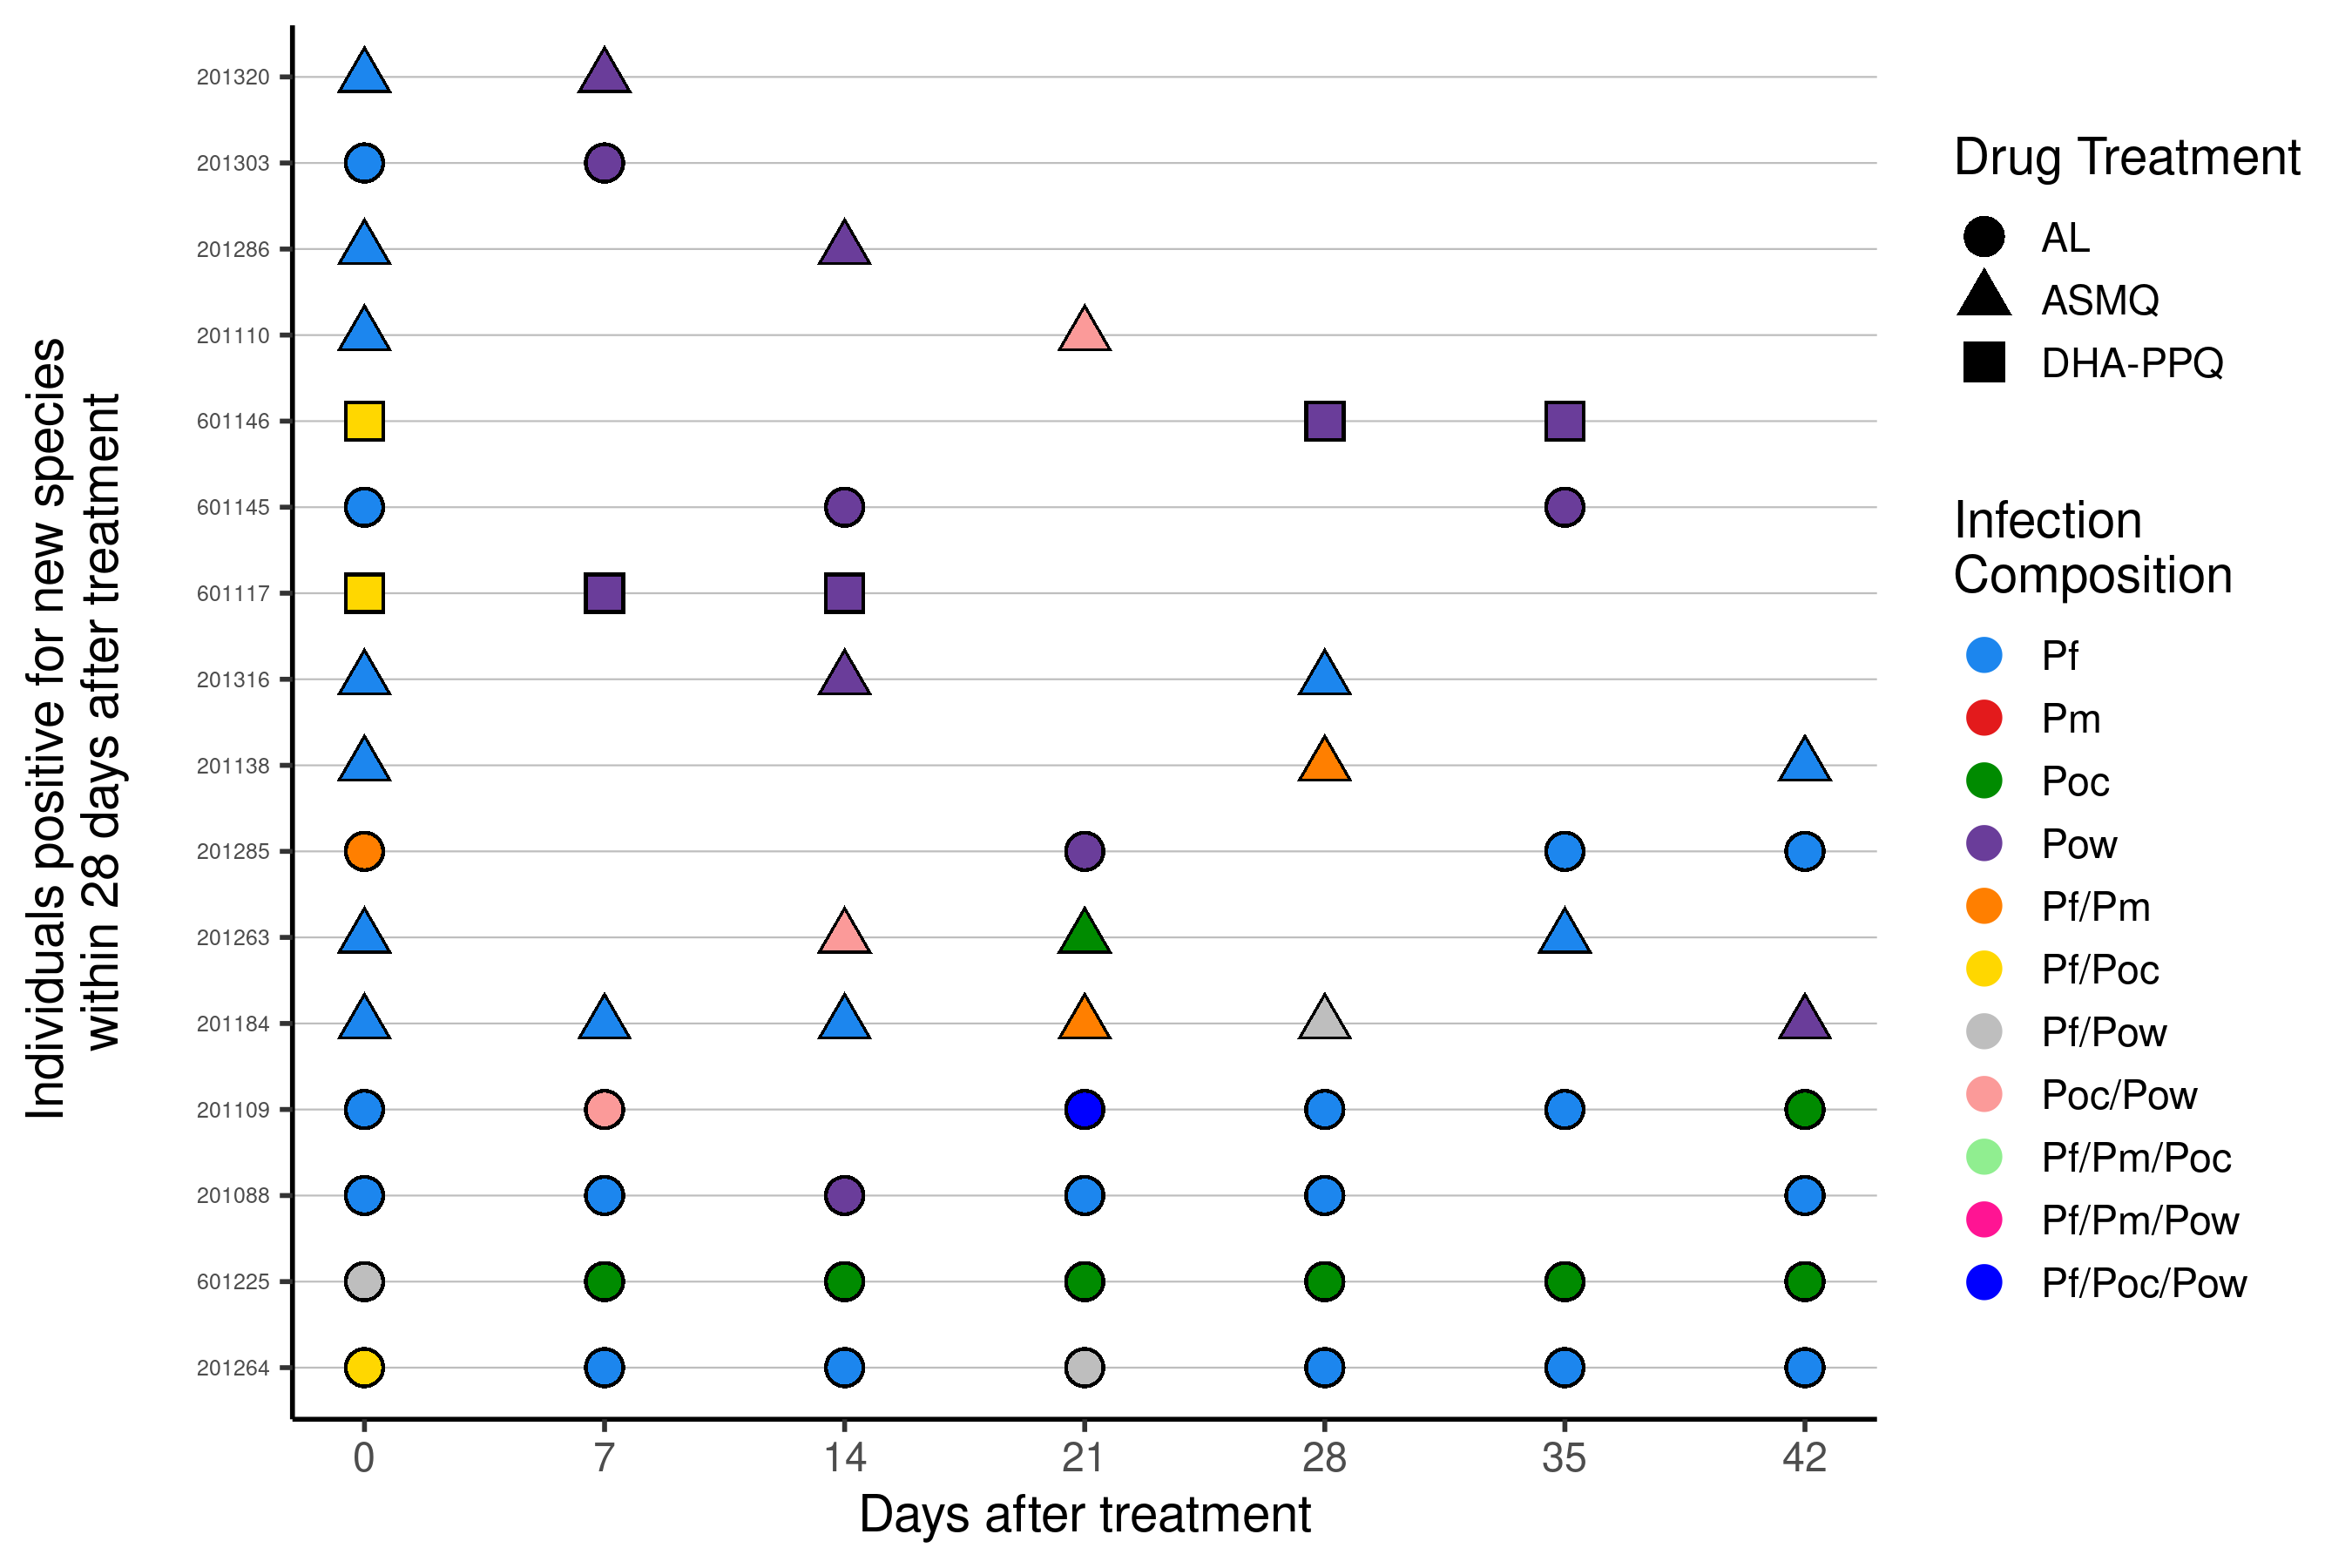 Individuals positive for new species
within 28 days after treatment
201320
201303
201286
201110
601146
601145
601117
201316
201138
201285
201263
201184
201109
201088
601225
201264
0 7 14 21 28 35 42
Days after treatment
Drug Treatment
AL
ASMQ
DHA-PPQ
Infection
Composition
Pf
Pm
Poc
Pow
Pf/Pm
Pf/Poc
Pf/Pow
Poc/Pow
Pf/Pm/Poc
Pf/Pm/Pow
Pf/Poc/Pow